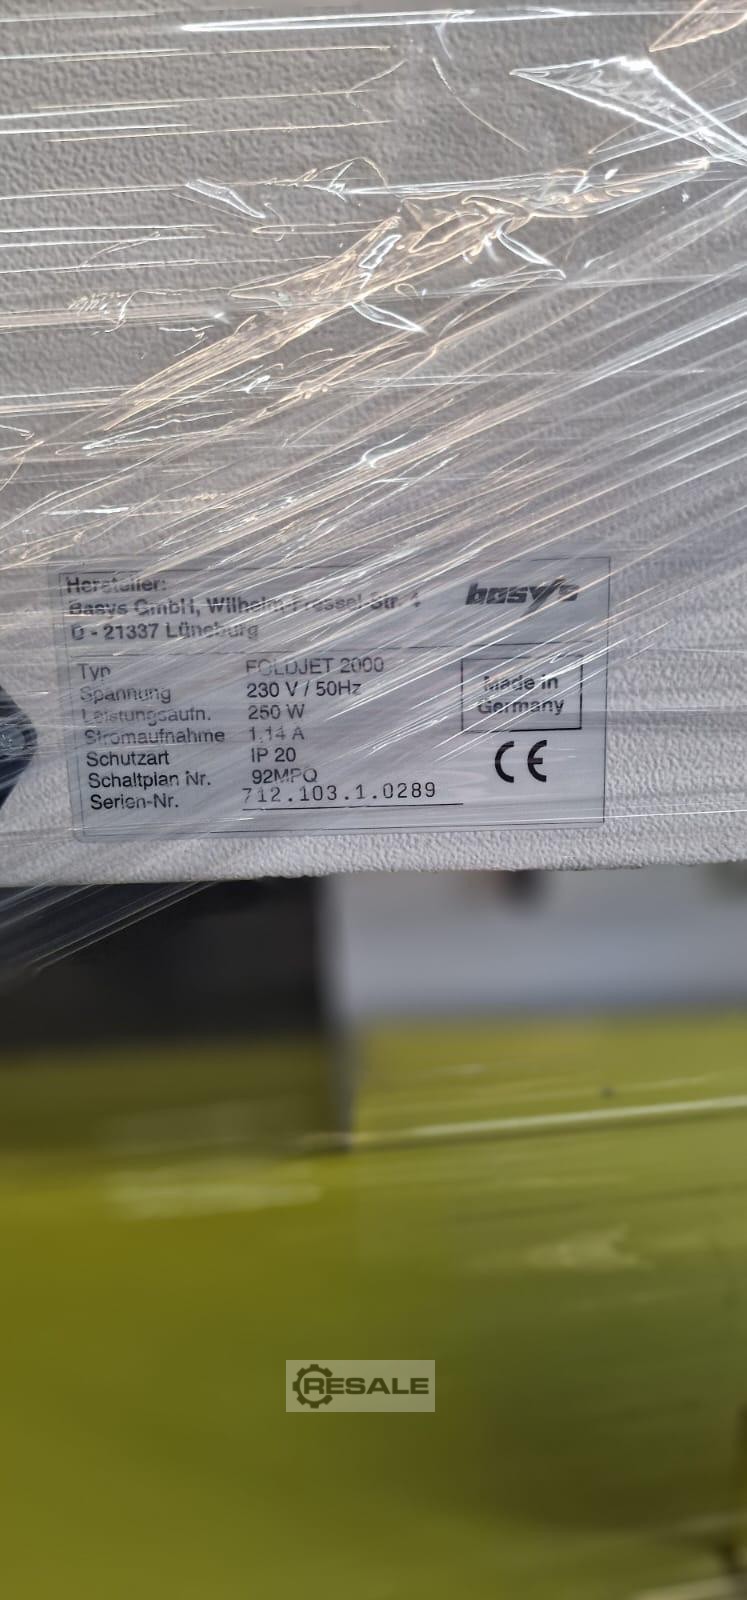 Hersteller:
Basys GmbH, Wilhelm-Fressel-Str. 4
D - 21337 Lüneburg
basys
Typ FOLDJET 2000
Spannung 230 V / 50Hz
Leistungsaufn. 250 W
Stromaufnahme 1,14 A
Schutzart IP 20
Schaltplan Nr. 92MPQ
Serien-Nr. 712.103.1.0289
Made in
Germany
CE
RESALE